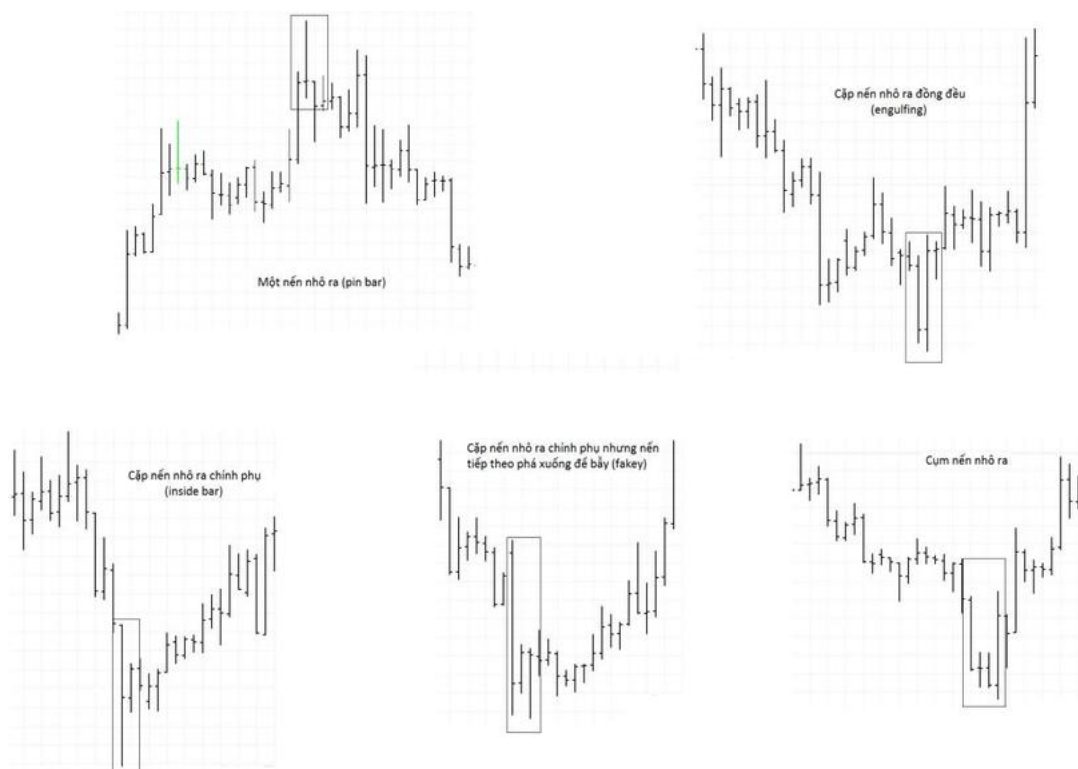 Cặp nến nhô ra đồng đều
(engulfing)
Một nến nhô ra (pin bar)
Cặp nến nhô ra chính phụ
(inside bar)
Cặp nến nhô ra chính phụ nhưng nến
tiếp theo phá xuống để bẫy (fakey)
Cụm nến nhô ra